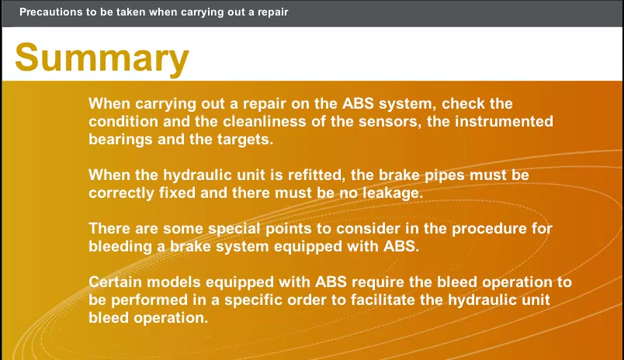 Precautions to be taken when carrying out a repair
Summary
When carrying out a repair on the ABS system, check the
condition and the cleanliness of the sensors, the instrumented
bearings and the targets.
When the hydraulic unit is refitted, the brake pipes must be
correctly fixed and there must be no leakage.
There are some special points to consider in the procedure for
bleeding a brake system equipped with ABS.
Certain models equipped with ABS require the bleed operation to
be performed in a specific order to facilitate the hydraulic unit
bleed operation.